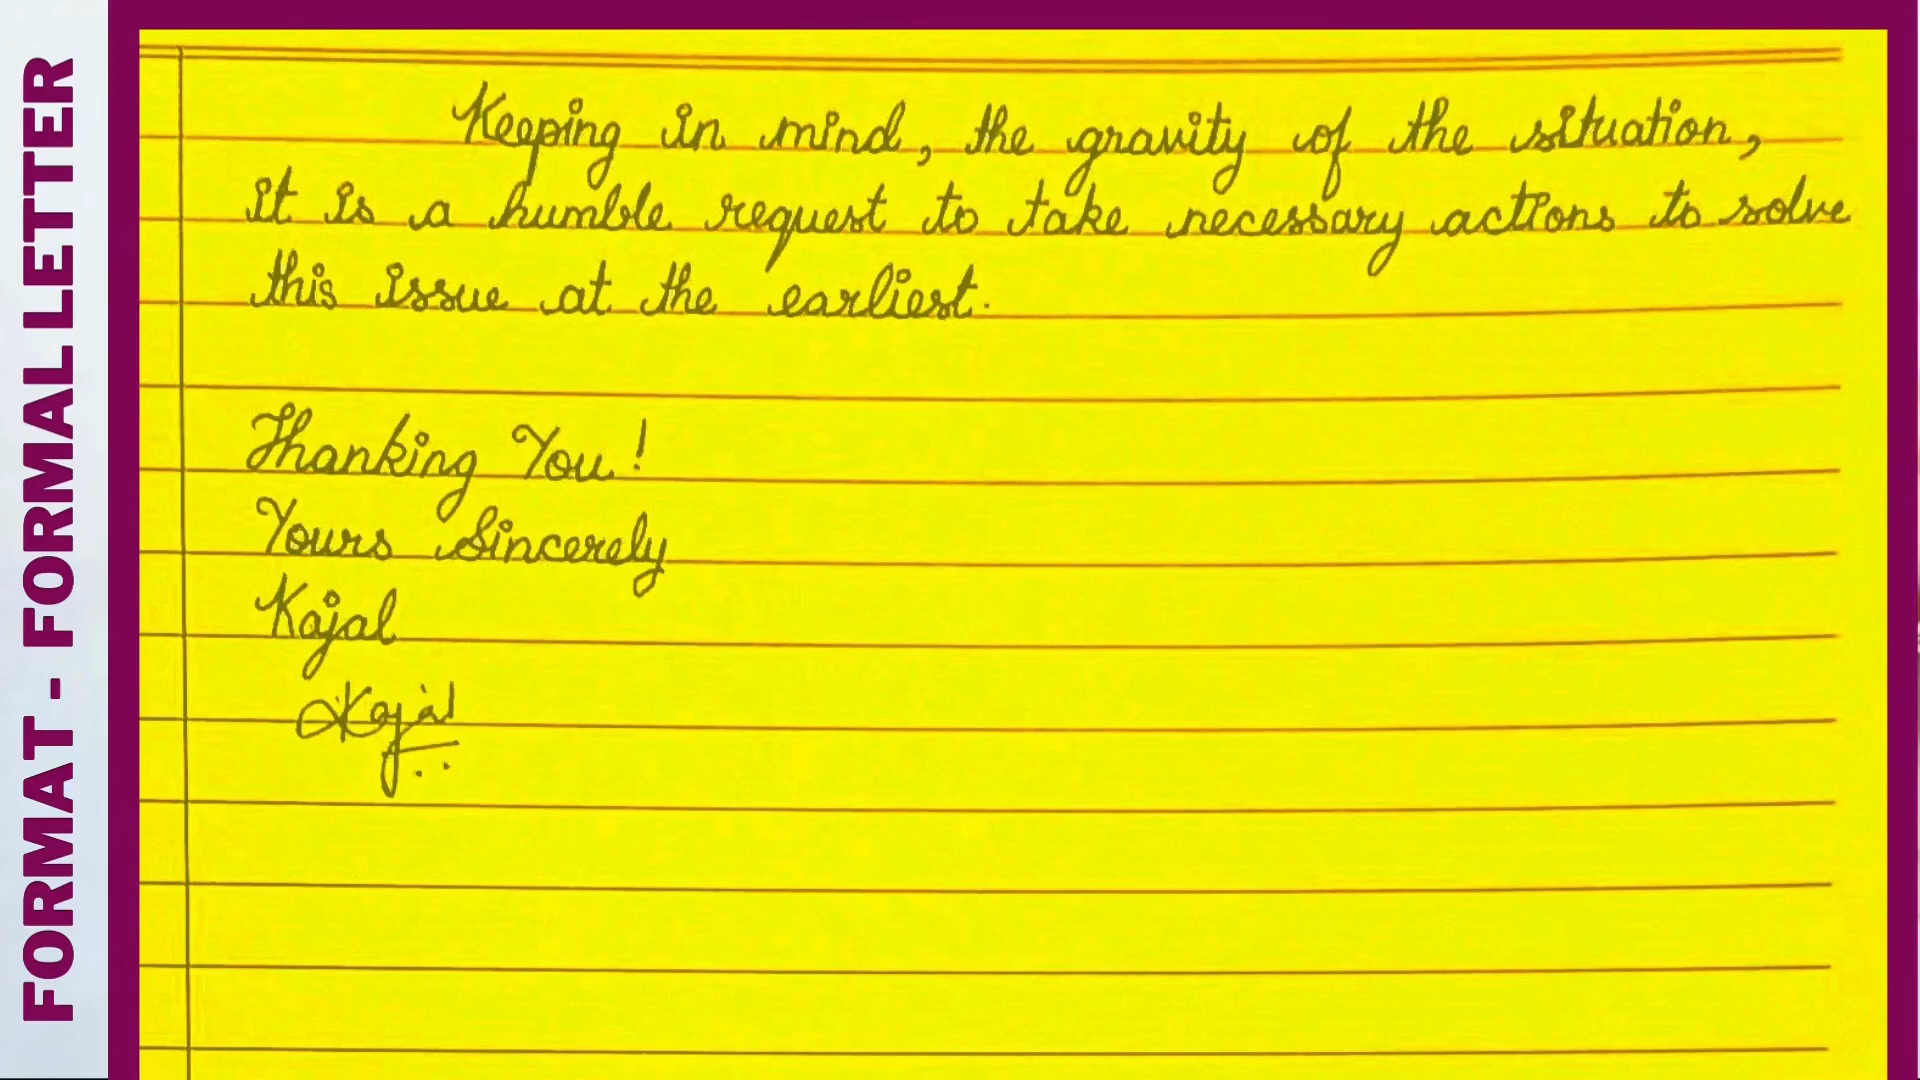 FORMAT - FORMAL LETTER
Keeping in mind, the gravity of the situation,
it is a humble request to take necessary actions to solve
this issue at the earliest.
Thanking You!
Yours Sincerely
Kajal
Kajal